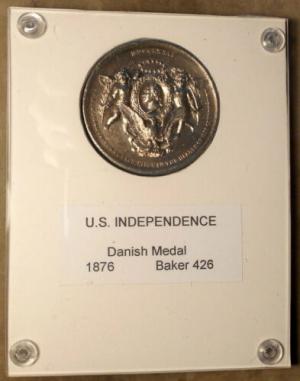 U.S. INDEPENDENCE
Danish Medal
1876 Baker 426